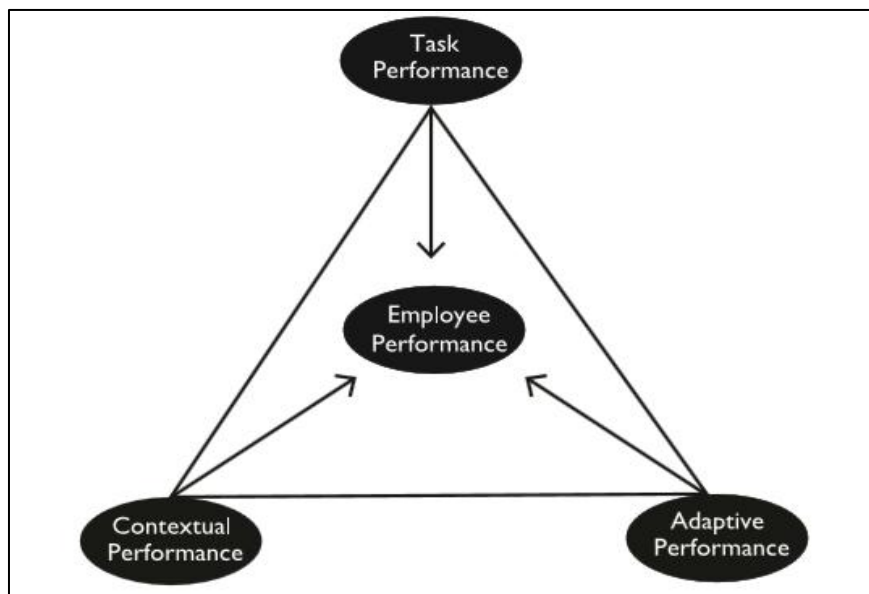 Task
Performance
Employee
Performance
Contextual
Performance
Adaptive
Performance